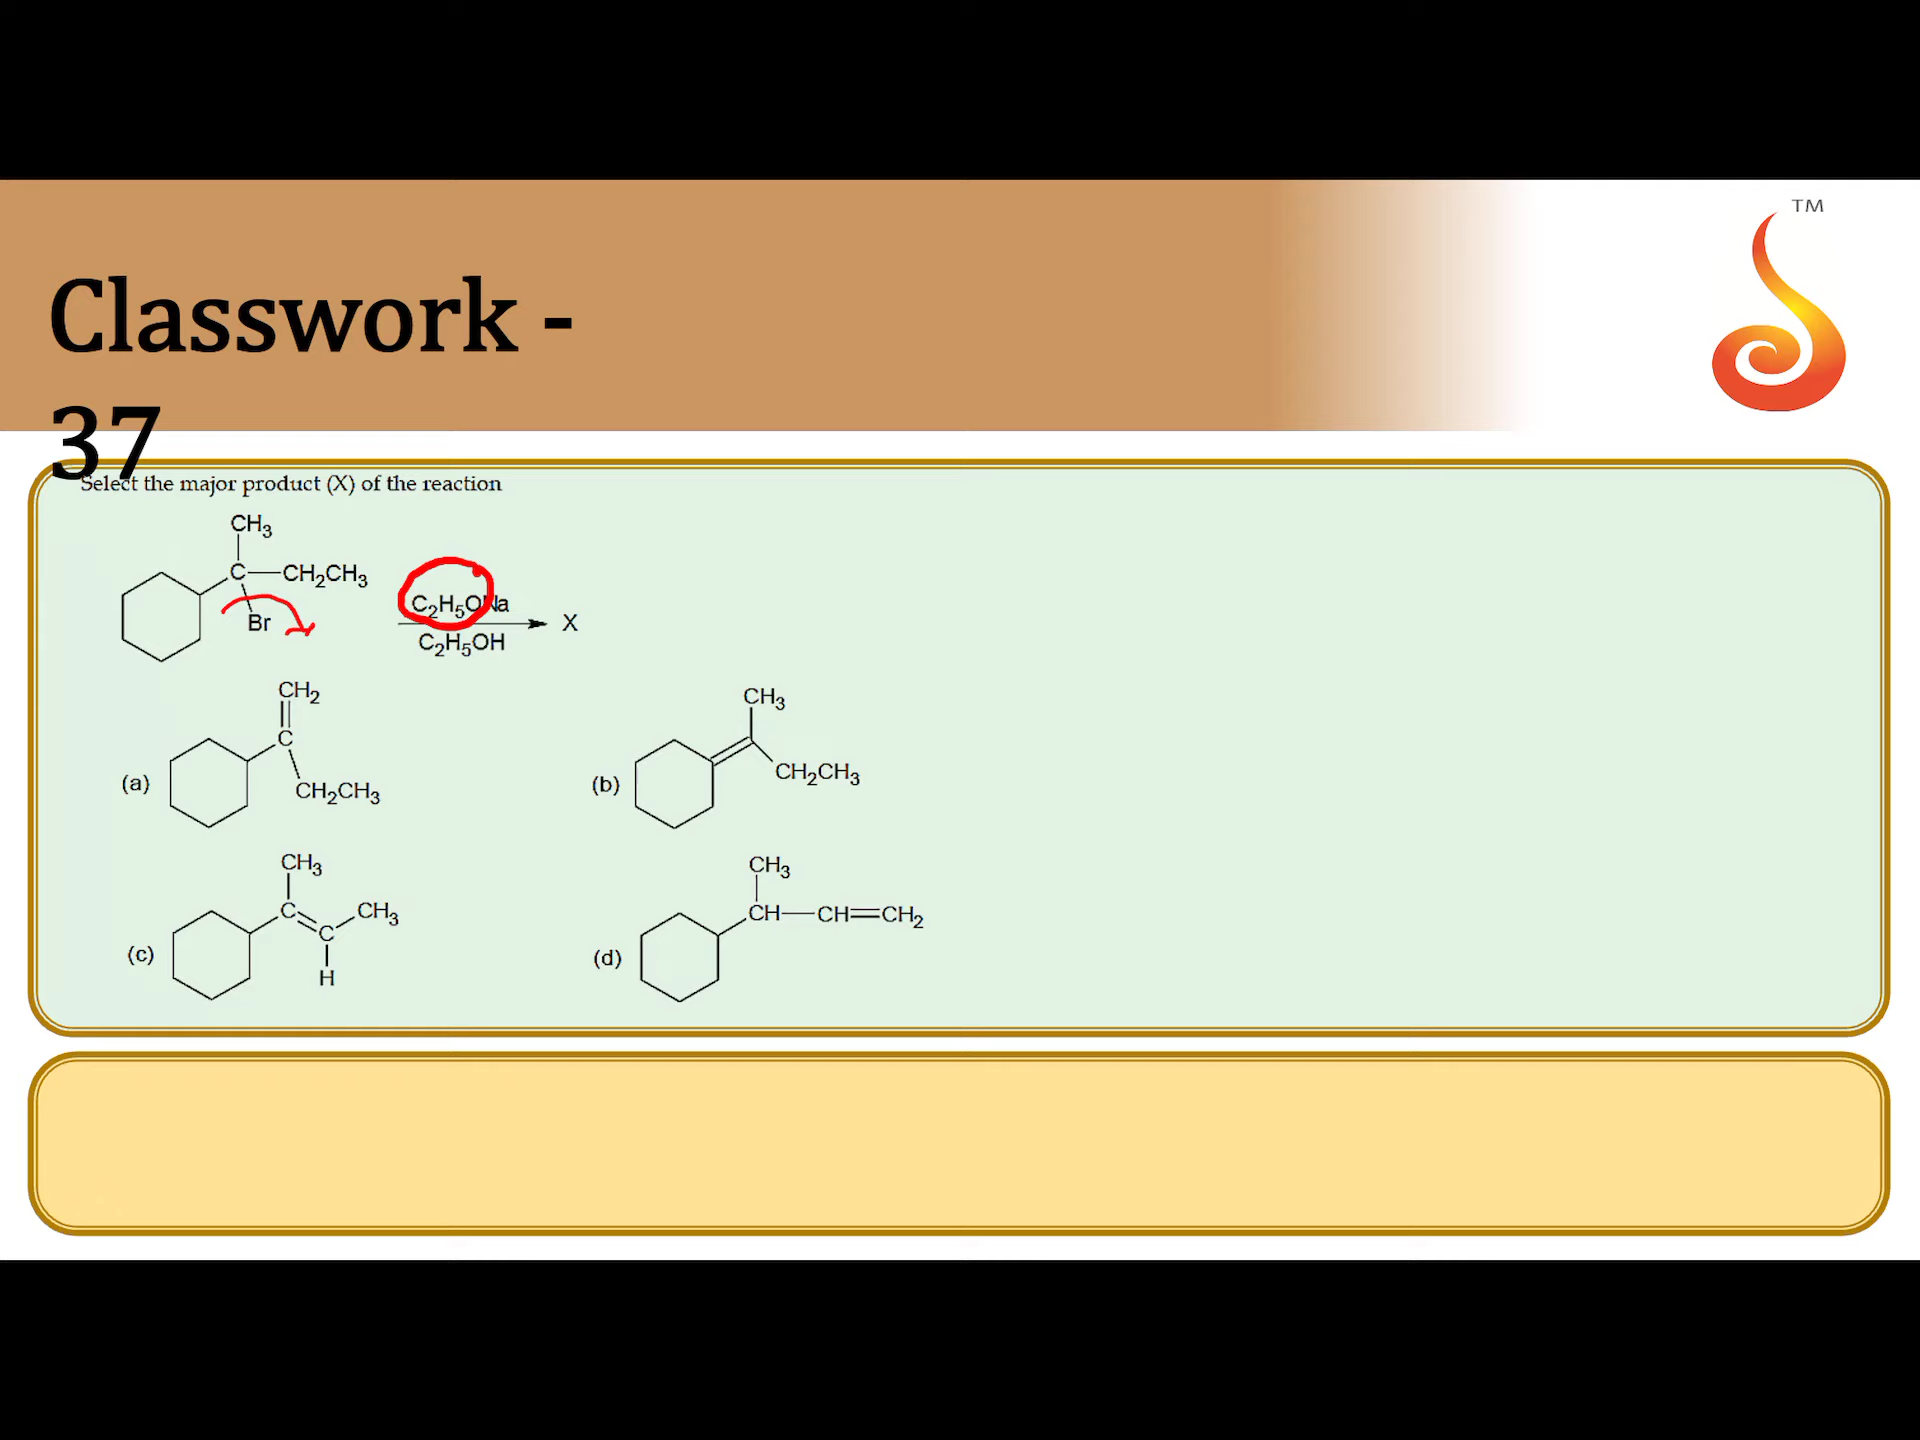 TM
Classwork -
37
Select the major product (X) of the reaction
CH₃
C—CH₂CH₃
Br
C₂H₅ONa
C₂H₅OH
X
CH₂
C
(a)
CH₂CH₃
CH₃
(b)
CH₂CH₃
CH₃
C
CH₃
C
(c)
H
CH₃
CH—CH=CH₂
(d)